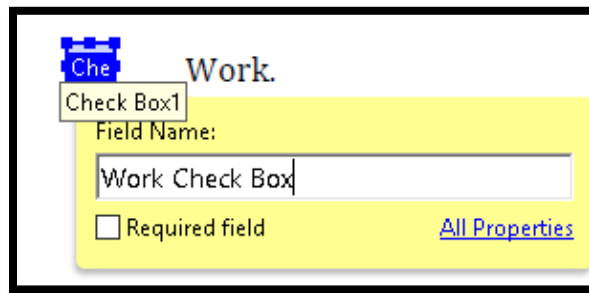 Che Work.
Check Box1
Field Name:
Work Check Box
Required field All Properties